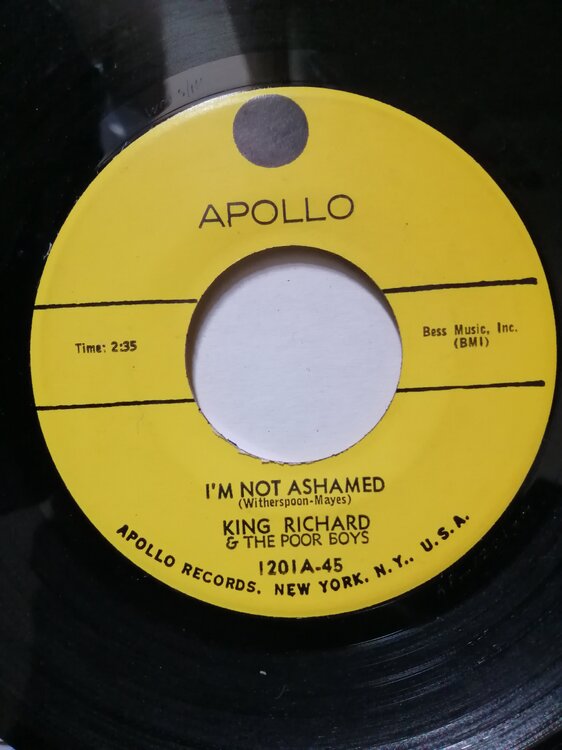 APOLLO
Time: 2:35
Bess Music, Inc.
(BMI)
I'M NOT ASHAMED
(Witherspoon-Mayes)
KING RICHARD
& THE POOR BOYS
1201A-45
APOLLO RECORDS. NEW YORK. N.Y., U.S.A.